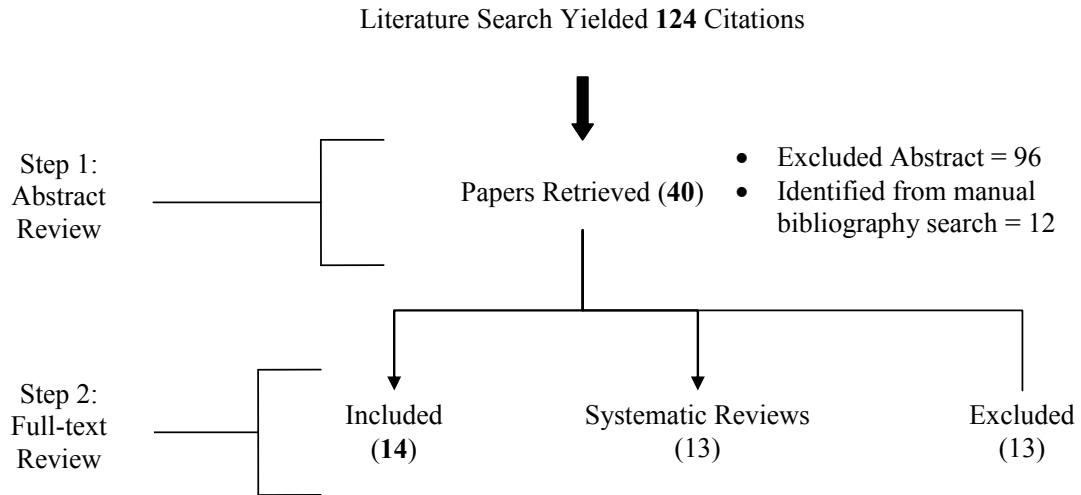 Literature Search Yielded 124 Citations
Step 1:
Abstract
Review
Papers Retrieved (40)
• Excluded Abstract = 96
• Identified from manual
bibliography search = 12
Step 2:
Full-text
Review
Included
(14)
Systematic Reviews
(13)
Excluded
(13)